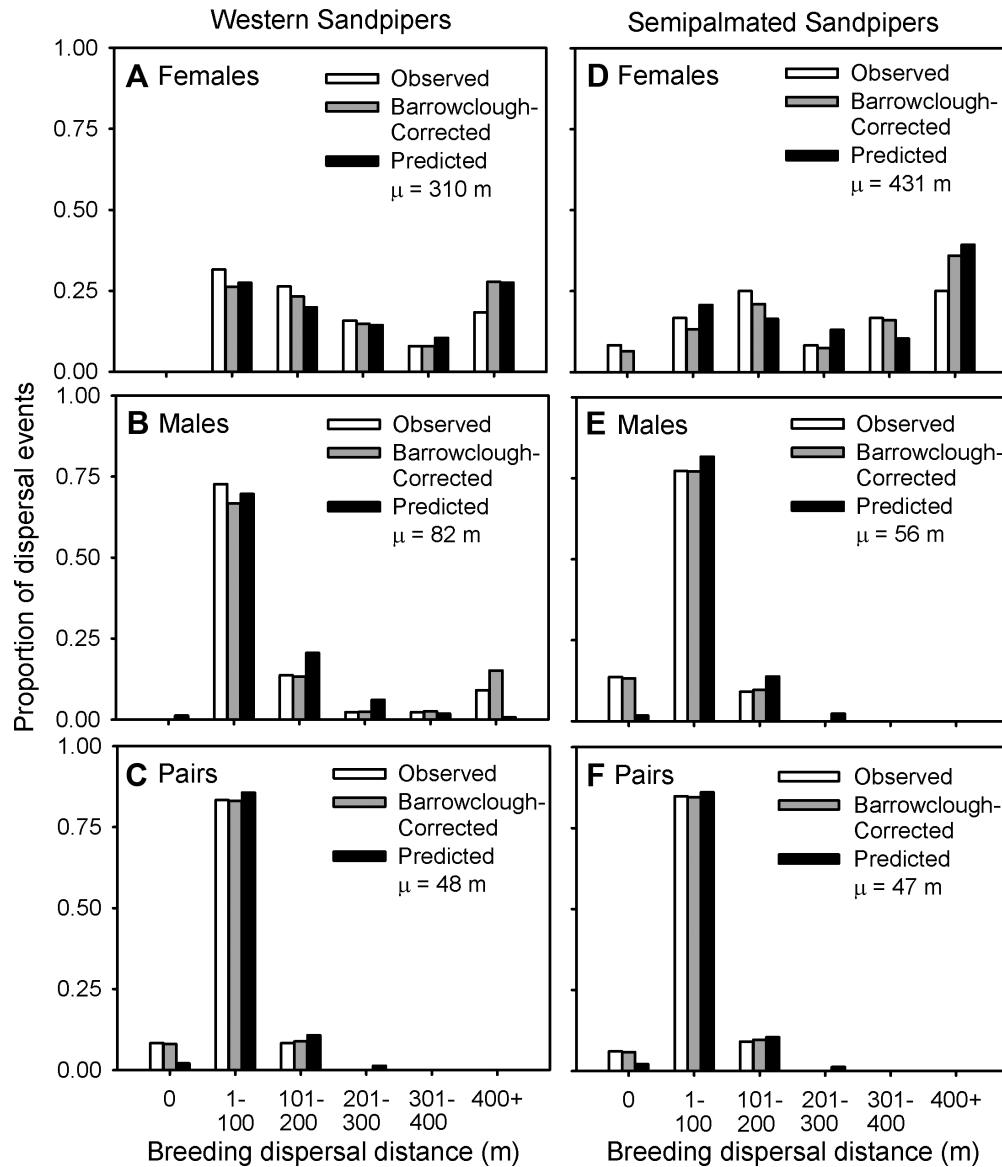 Western Sandpipers
Semipalmated Sandpipers
Proportion of dispersal events
1.00
0.75
0.50
0.25
0.00
A Females
Observed
Barrowclough-
Corrected
Predicted
μ = 310 m
D Females
Observed
Barrowclough-
Corrected
Predicted
μ = 431 m
1.00
0.75
0.50
0.25
0.00
B Males
Observed
Barrowclough-
Corrected
Predicted
μ = 82 m
E Males
Observed
Barrowclough-
Corrected
Predicted
μ = 56 m
1.00
0.75
0.50
0.25
0.00
C Pairs
Observed
Barrowclough-
Corrected
Predicted
μ = 48 m
F Pairs
Observed
Barrowclough-
Corrected
Predicted
μ = 47 m
0 1- 101- 201- 301- 400+
100 200 300 400
Breeding dispersal distance (m)
0 1- 101- 201- 301- 400+
100 200 300 400
Breeding dispersal distance (m)